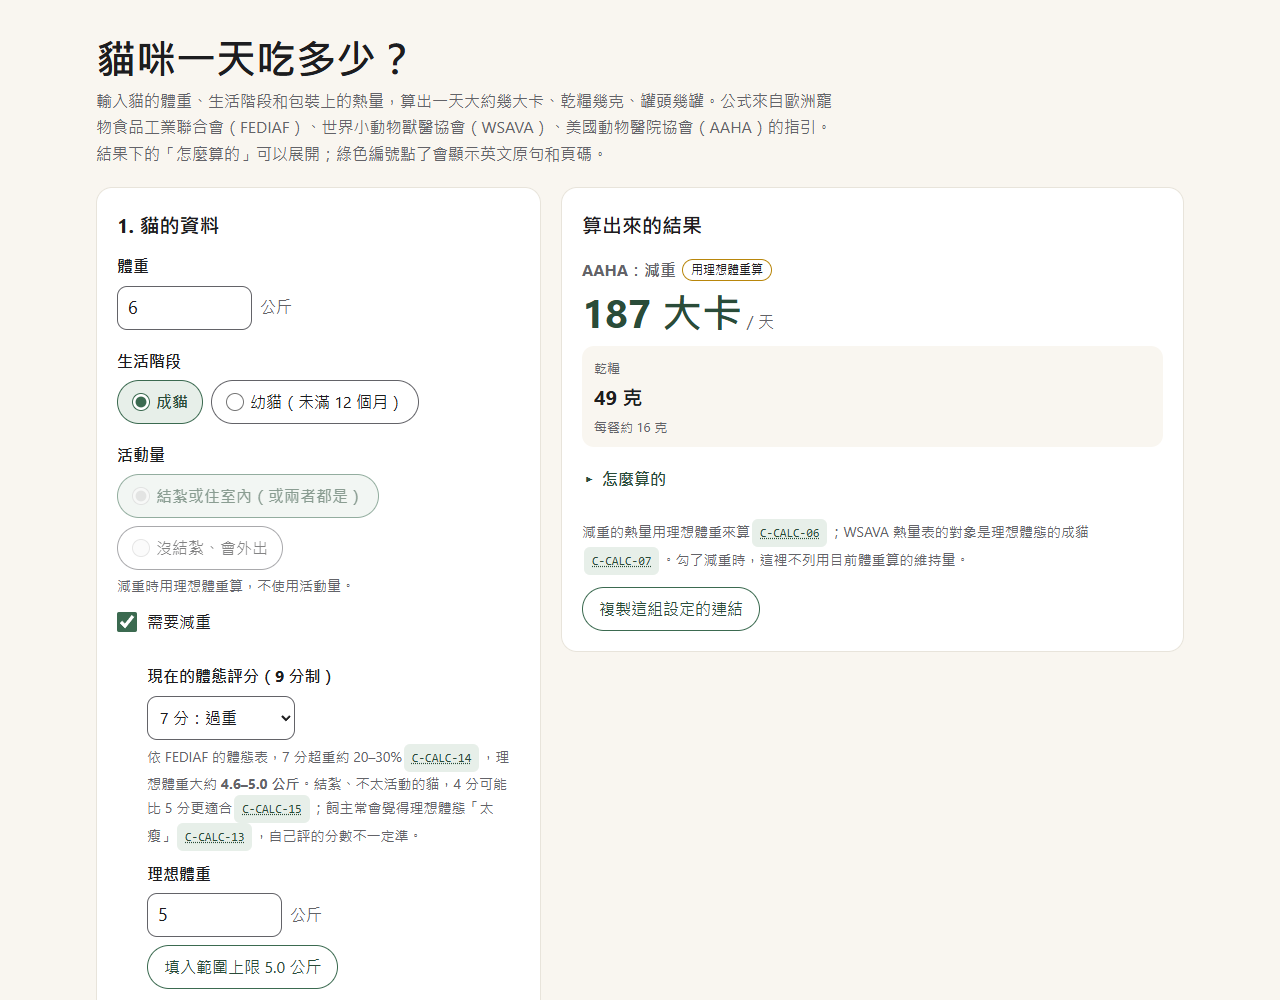 貓咪一天吃多少？
輸入貓的體重、生活階段和包裝上的熱量，算出一天大約幾大卡、乾糧幾克、罐頭幾罐。公式來自歐洲寵
物食品工業聯合會（FEDIAF）、世界小動物獸醫協會（WSAVA）、美國動物醫院協會（AAHA）的指引。
結果下的「怎麼算的」可以展開；綠色編號點了會顯示英文原句和頁碼。
1. 貓的資料
體重
6 公斤
生活階段
成貓 幼貓（未滿 12 個月）
活動量
結紮或住室內（或兩者都是）
沒結紮、會外出
減重時用理想體重算，不使用活動量。
需要減重
現在的體態評分（9 分制）
7 分：過重
依 FEDIAF 的體態表，7 分超重約 20–30% C-CALC-14 ，理
想體重大約 4.6–5.0 公斤。結紮、不太活動的貓，4 分可能
比 5 分更適合 C-CALC-15 ；飼主常會覺得理想體態「太
瘦」 C-CALC-13 ，自己評的分數不一定準。
理想體重
5 公斤
填入範圍上限 5.0 公斤
算出來的結果
AAHA：減重 用理想體重算
187 大卡 / 天
乾糧
49 克
每餐約 16 克
▸ 怎麼算的
減重的熱量用理想體重來算 C-CALC-06 ；WSAVA 熱量表的對象是理想體態的成貓
C-CALC-07 。勾了減重時，這裡不列用目前體重算的維持量。
複製這組設定的連結